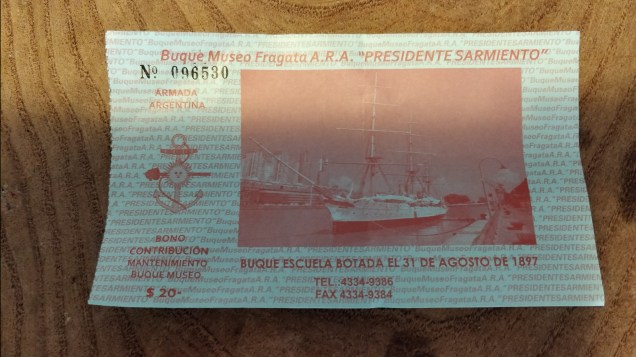 Buque Museo Fragata A.R.A. "PRESIDENTE SARMIENTO"
Nº 096530
ARMADA
ARGENTINA
BONO
CONTRIBUCIÓN
MANTENIMIENTO
BUQUE MUSEO
$ 20-
BUQUE ESCUELA BOTADA EL 31 DE AGOSTO DE 1897
TEL :4334-9386
FAX 4334-9384